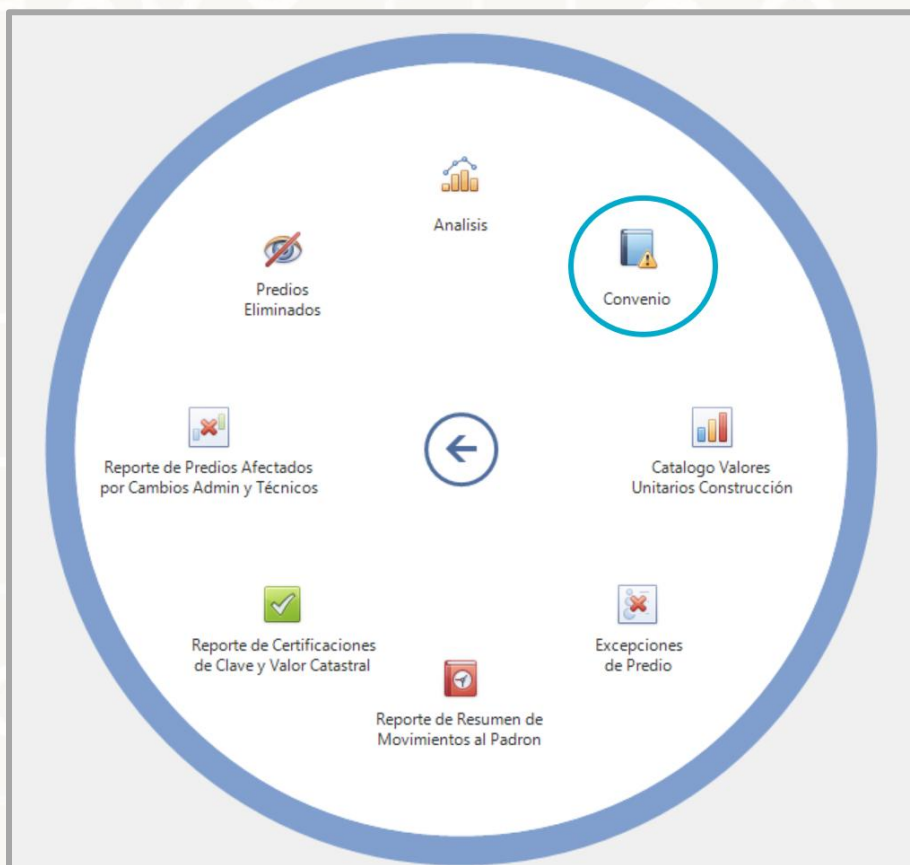 Analisis
Convenio
Predios
Eliminados
Reporte de Predios Afectados
por Cambios Admin y Técnicos
Catalogo Valores
Unitarios Construcción
Reporte de Certificaciones
de Clave y Valor Catastral
Excepciones
de Predio
Reporte de Resumen de
Movimientos al Padron